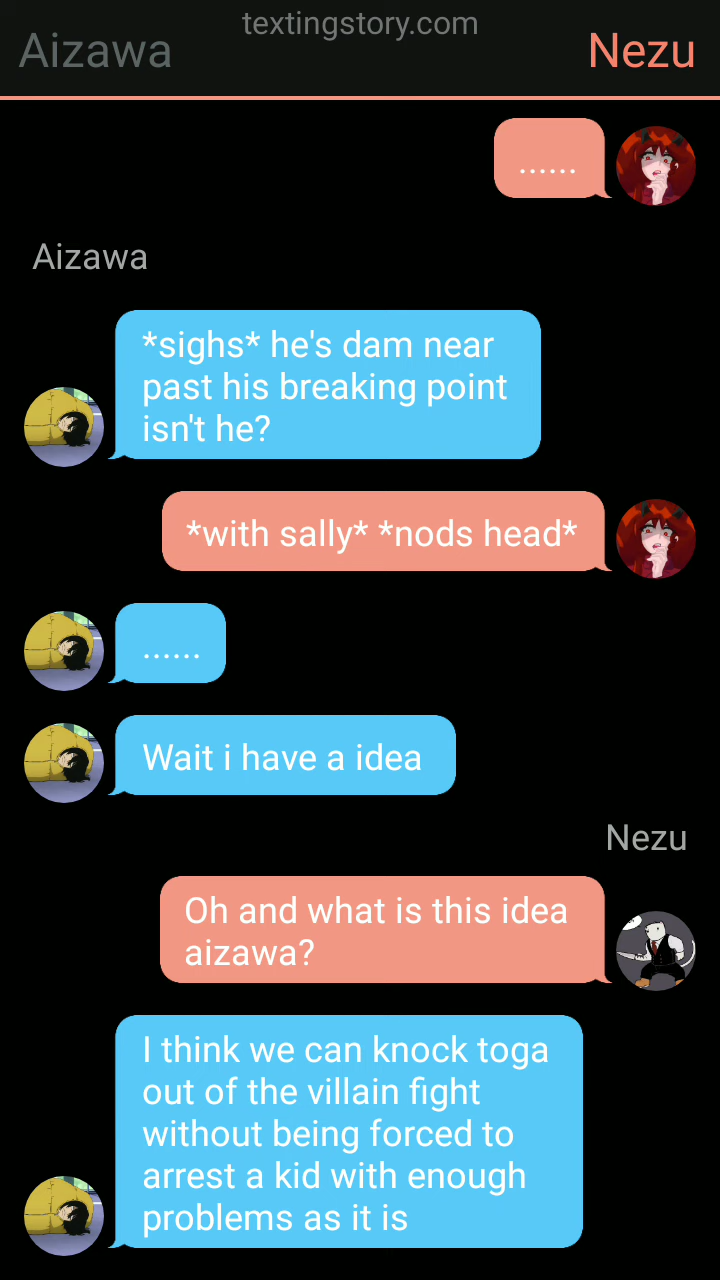 textingstory.com
Aizawa
Nezu
......
Aizawa
*sighs* he's dam near
past his breaking point
isn't he?
*with sally* *nods head*
......
Wait i have a idea
Nezu
Oh and what is this idea
aizawa?
I think we can knock toga
out of the villain fight
without being forced to
arrest a kid with enough
problems as it is